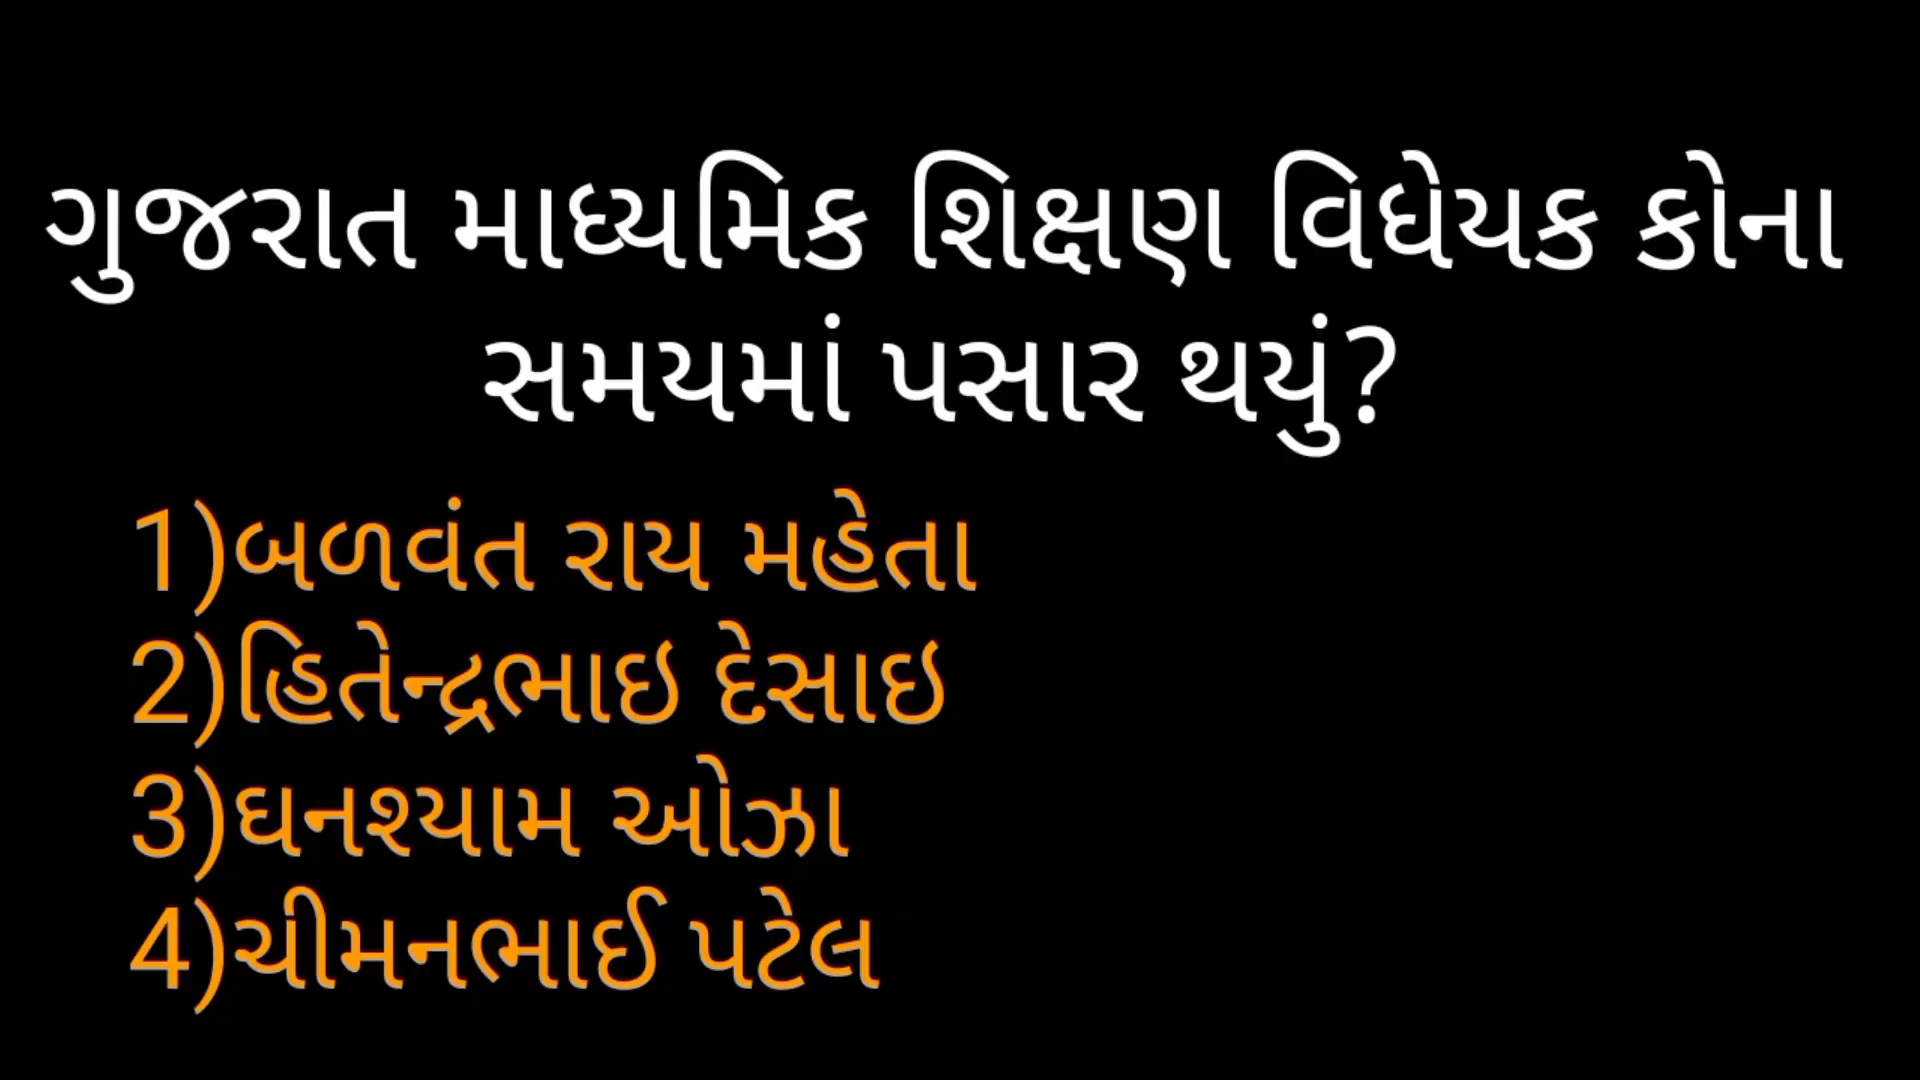 ગુજરાત માધ્યમિક શિક્ષણ વિધેયક કોના
સમયમાં પસાર થયું?
1)બળવંત રાય મહેતા
2)હિતેન્દ્રભાઇ દેસાઇ
3)ઘનશ્યામ ઓઝા
4)ચીમનભાઈ પટેલ